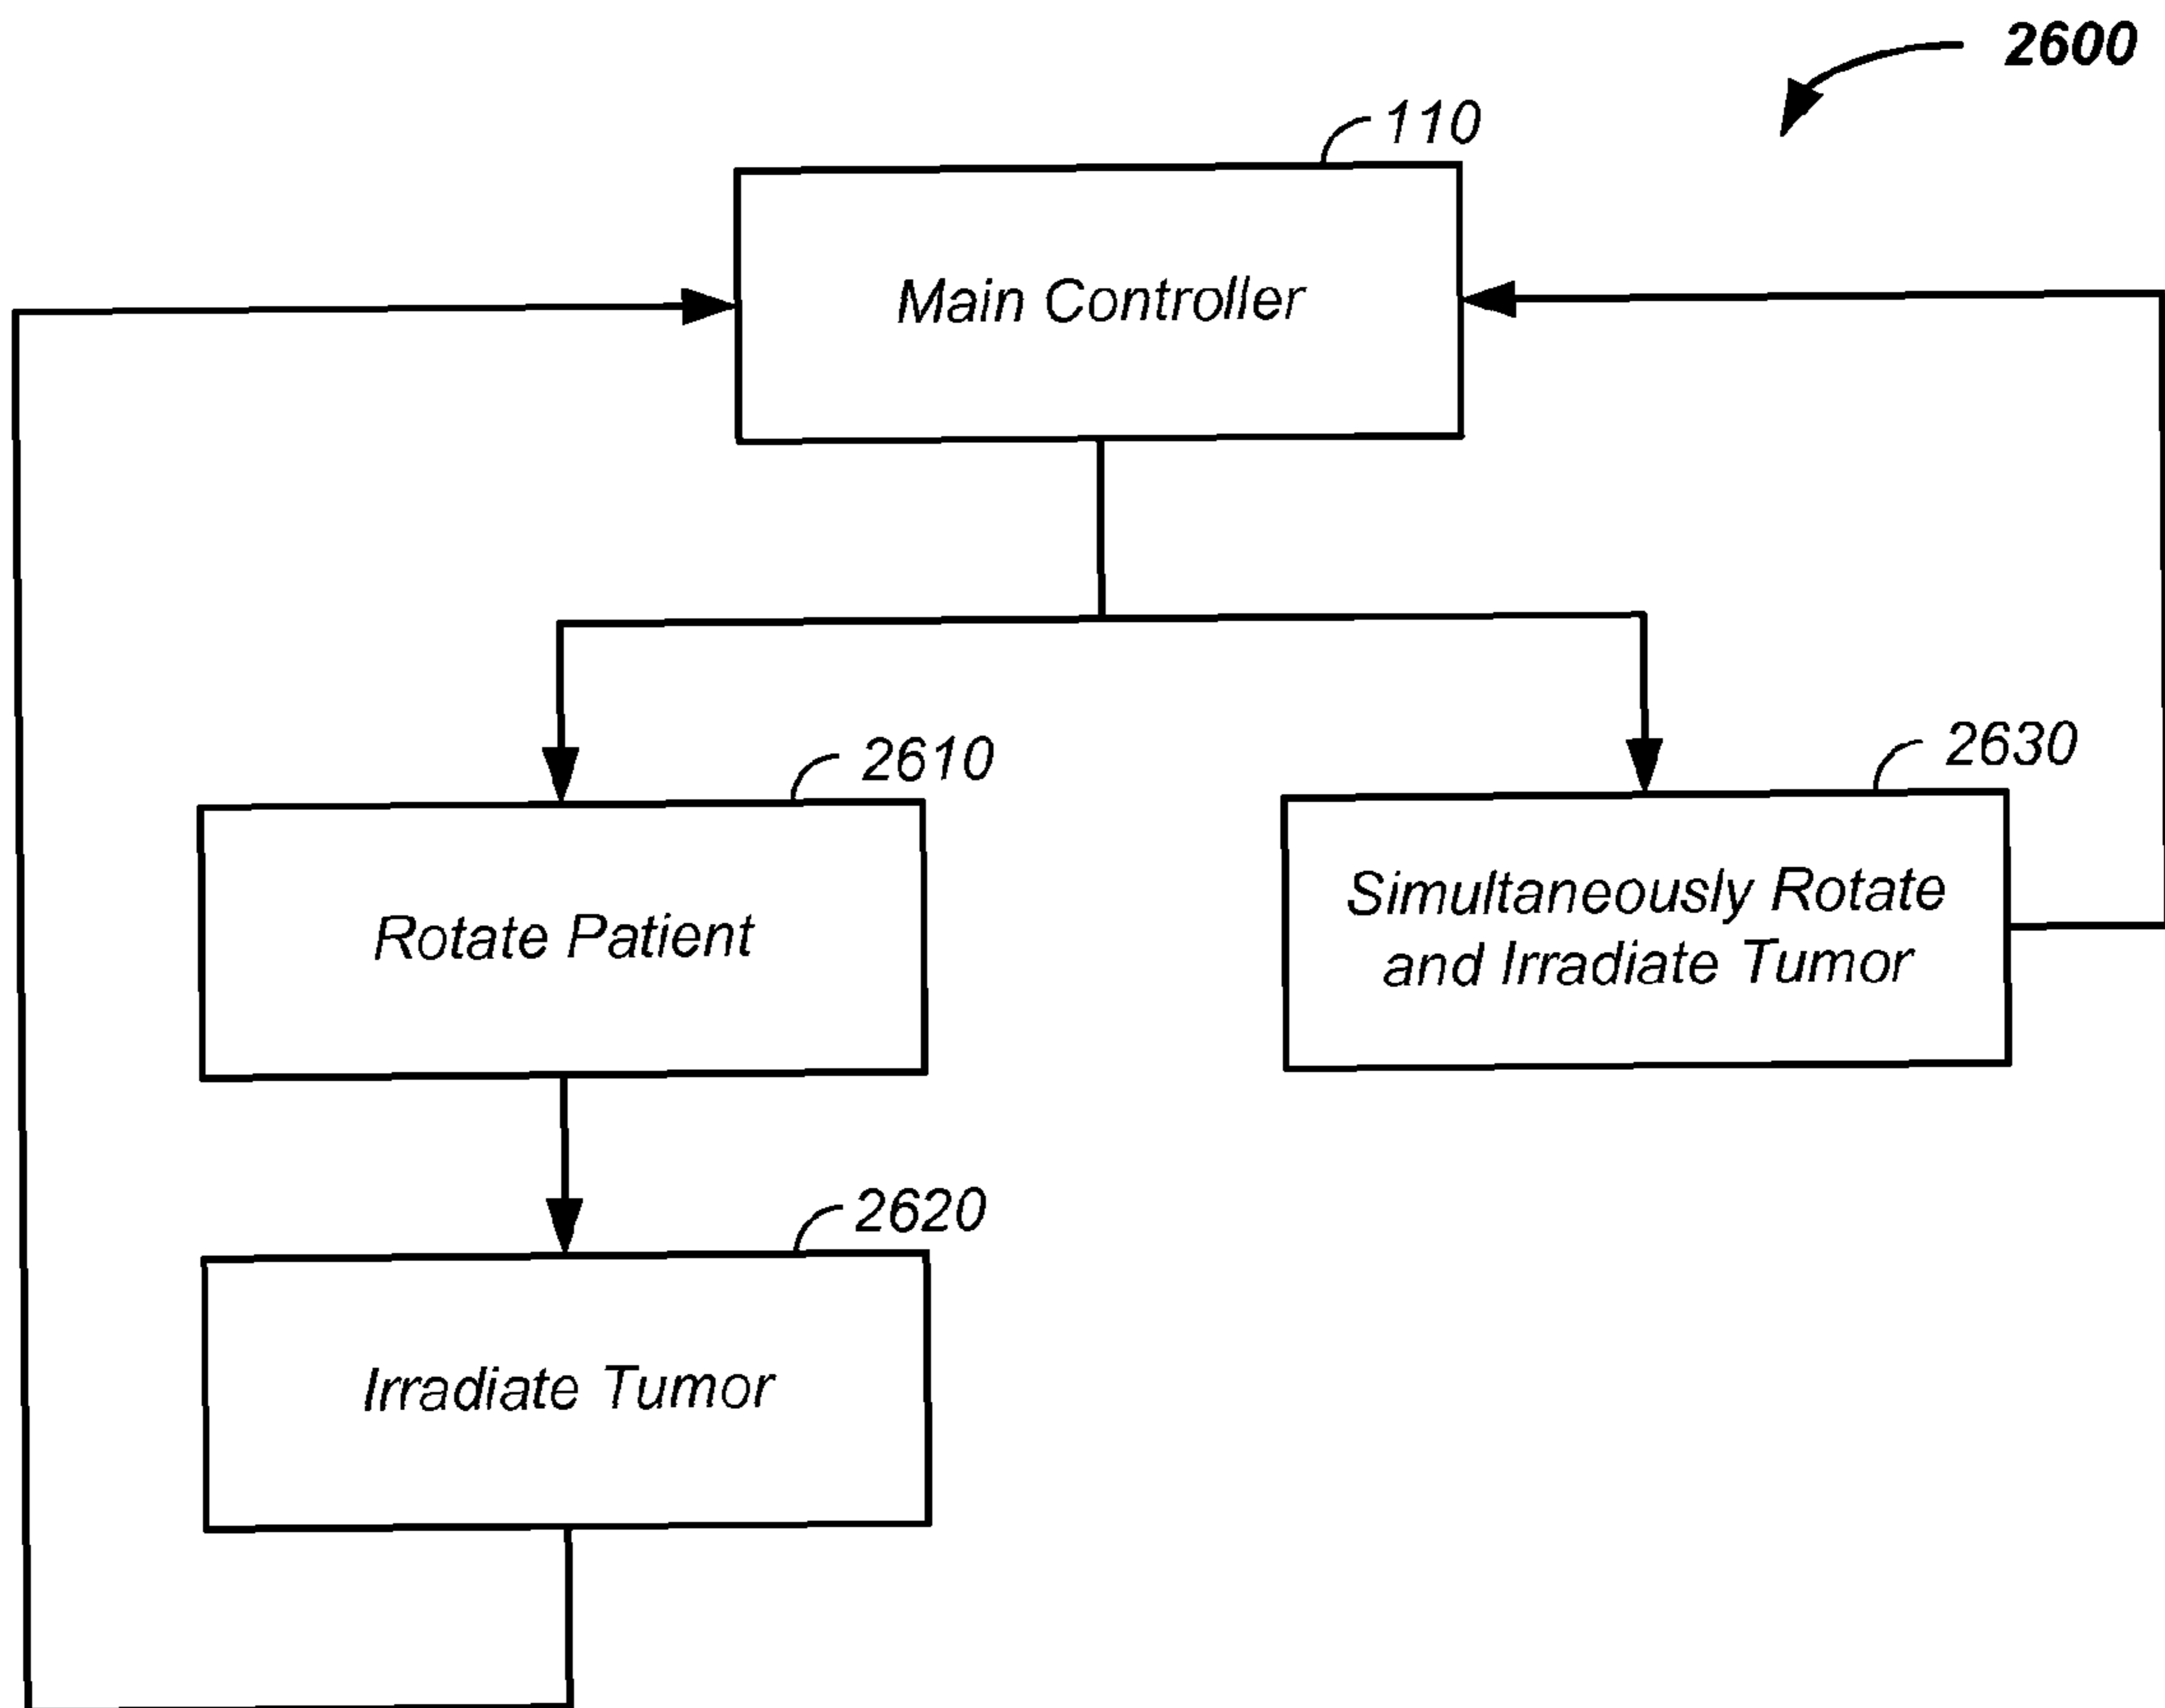 2600
110
Main Controller
2610
Rotate Patient
2630
Simultaneously Rotate
and Irradiate Tumor
2620
Irradiate Tumor